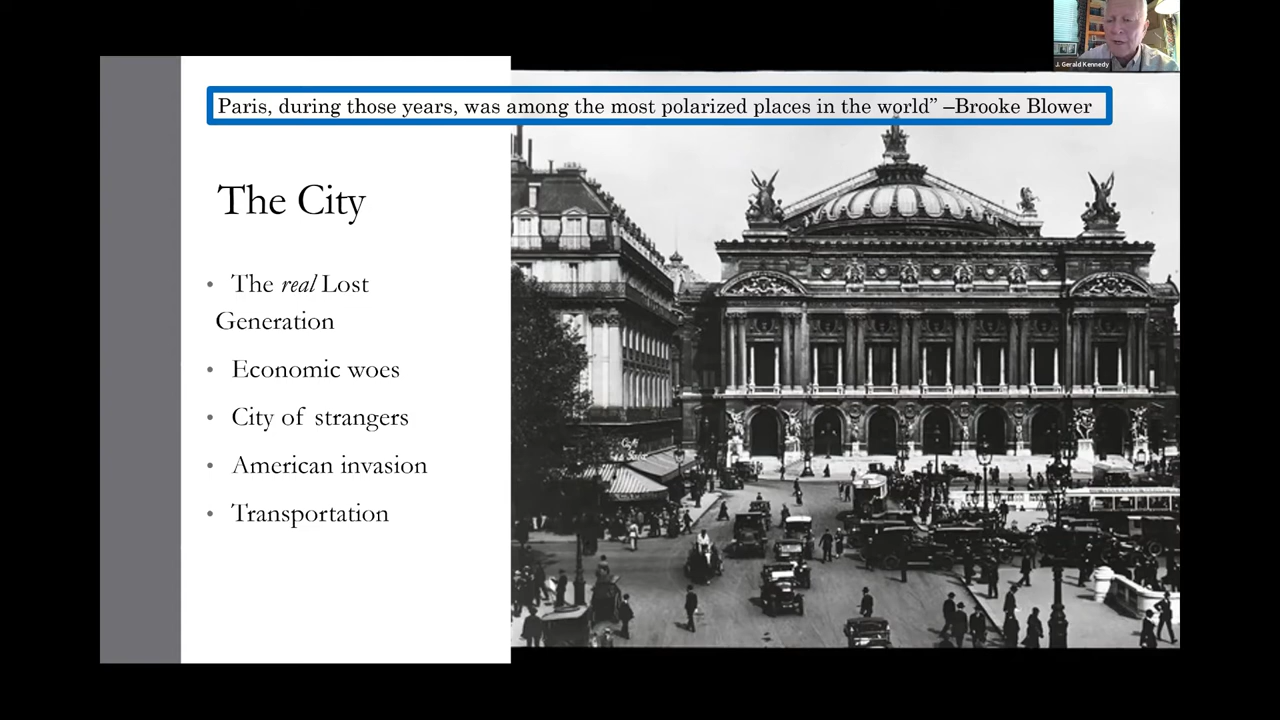 J. Gerald Kennedy
Paris, during those years, was among the most polarized places in the world” –Brooke Blower
The City
• The real Lost
Generation
• Economic woes
• City of strangers
• American invasion
• Transportation
Café